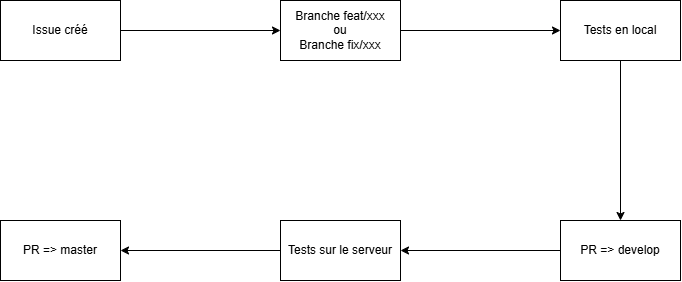 Issue créé
Branche feat/xxx
ou
Branche fix/xxx
Tests en local
PR => master
Tests sur le serveur
PR => develop